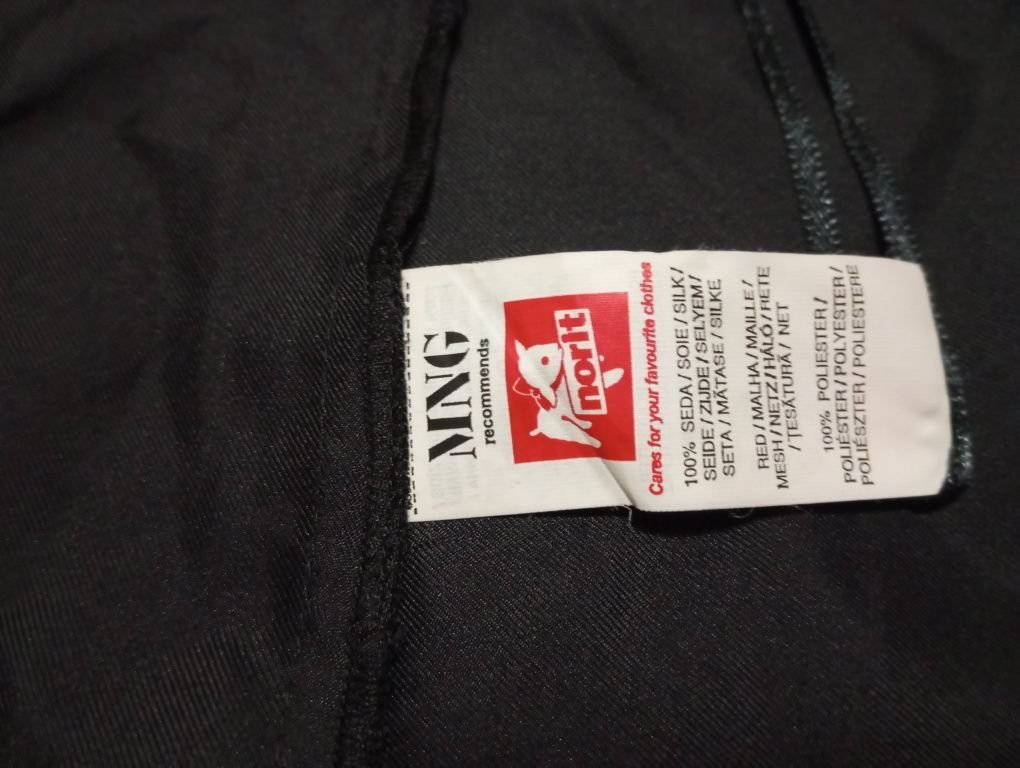 MNG
recommends
norit
Cares for your favourite clothes
100% SEDA / SOIE / SILK /
SEIDE / ZIJDE / SELYEM /
SETA / MĂTASE / SILKE
RED / MALHA / MAILLE /
MESH / NETZ / HÁLÓ / RETE
/ TESĂTURĂ / NET
100% POLIESTER /
POLIÉSTER / POLYESTER /
POLIÉSZTER / POLIESTERE